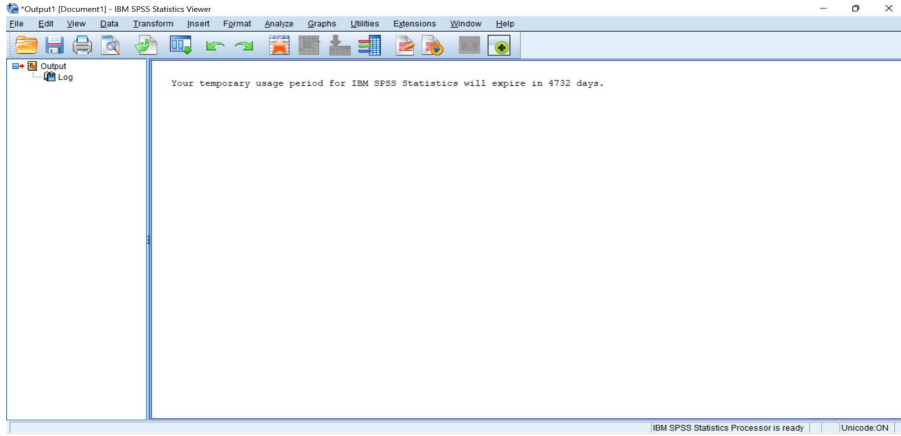 *Output1 [Document1] - IBM SPSS Statistics Viewer
File Edit View Data Transform Insert Format Analyze Graphs Utilities Extensions Window Help
Output
Log
Your temporary usage period for IBM SPSS Statistics will expire in 4732 days.
IBM SPSS Statistics Processor is ready Unicode:ON